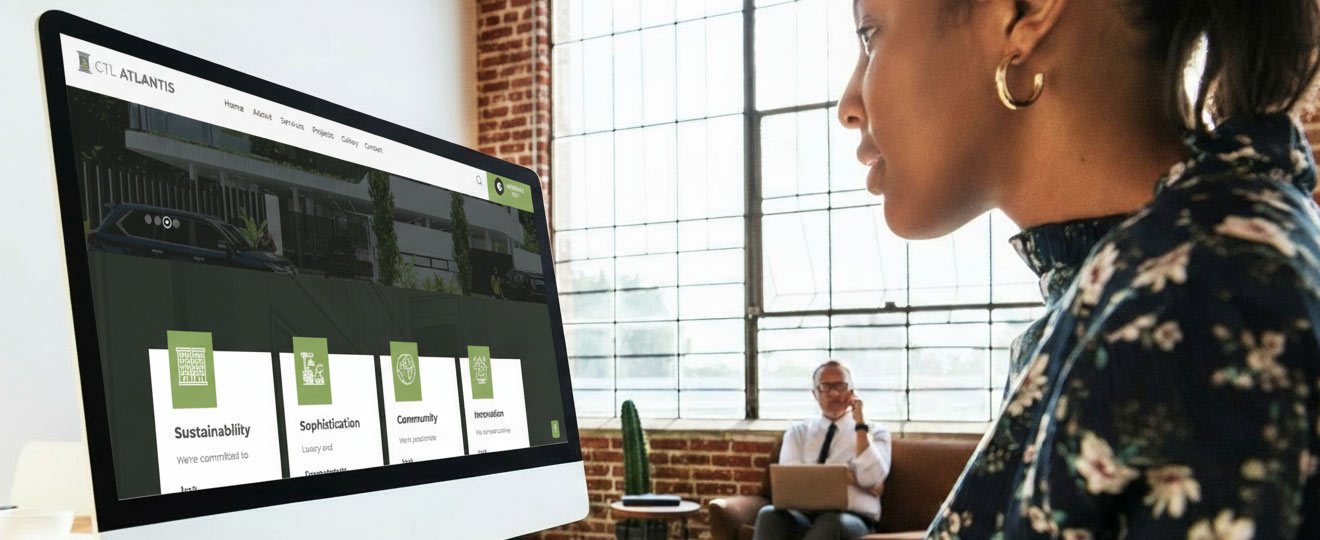 CTL ATLANTIS
Home About Services Projects Gallery Contact
Sustainability
We're committed to
Sophistication
Luxury and
Community
We're passionate
Innovation